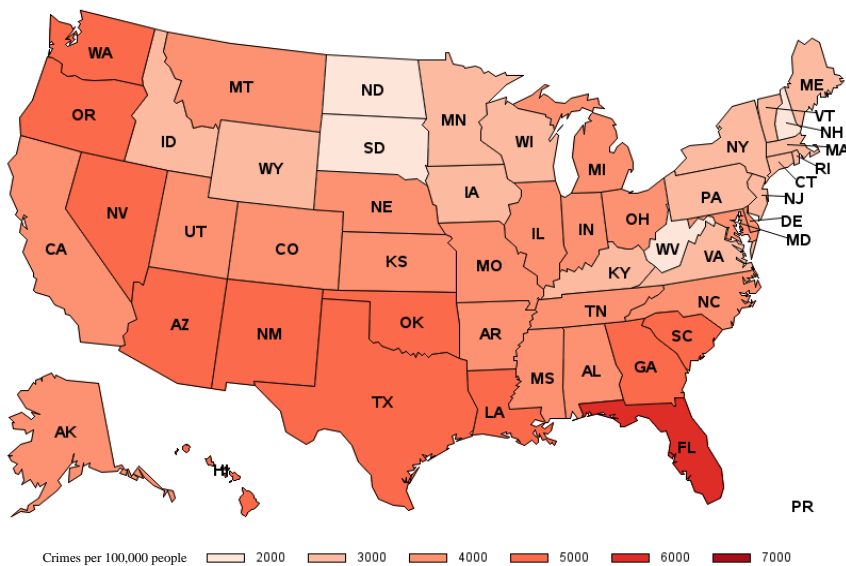 WA
MT
ND
ME
OR
MN
VT
ID
SD
WI
NH
NY
MA
WY
MI
RI
IA
PA
CT
NV
NE
NJ
UT
IL
IN
OH
DE
CA
CO
WV
MD
KS
MO
VA
KY
NC
TN
AZ
NM
OK
AR
SC
GA
MS
AL
TX
LA
AK
FL
HI
PR
Crimes per 100,000 people 2000 3000 4000 5000 6000 7000